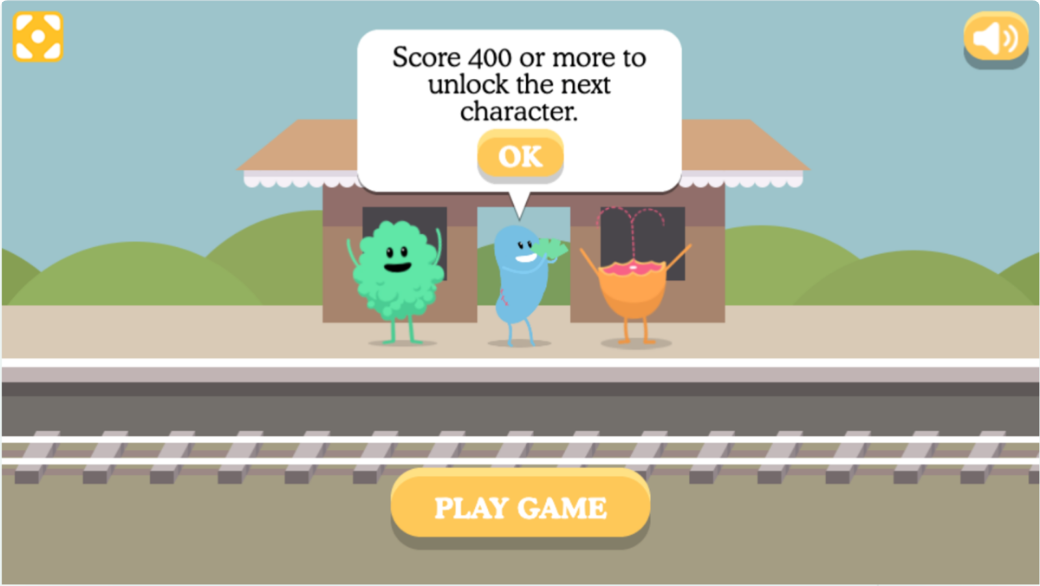 Score 400 or more to
unlock the next
character.
OK
PLAY GAME